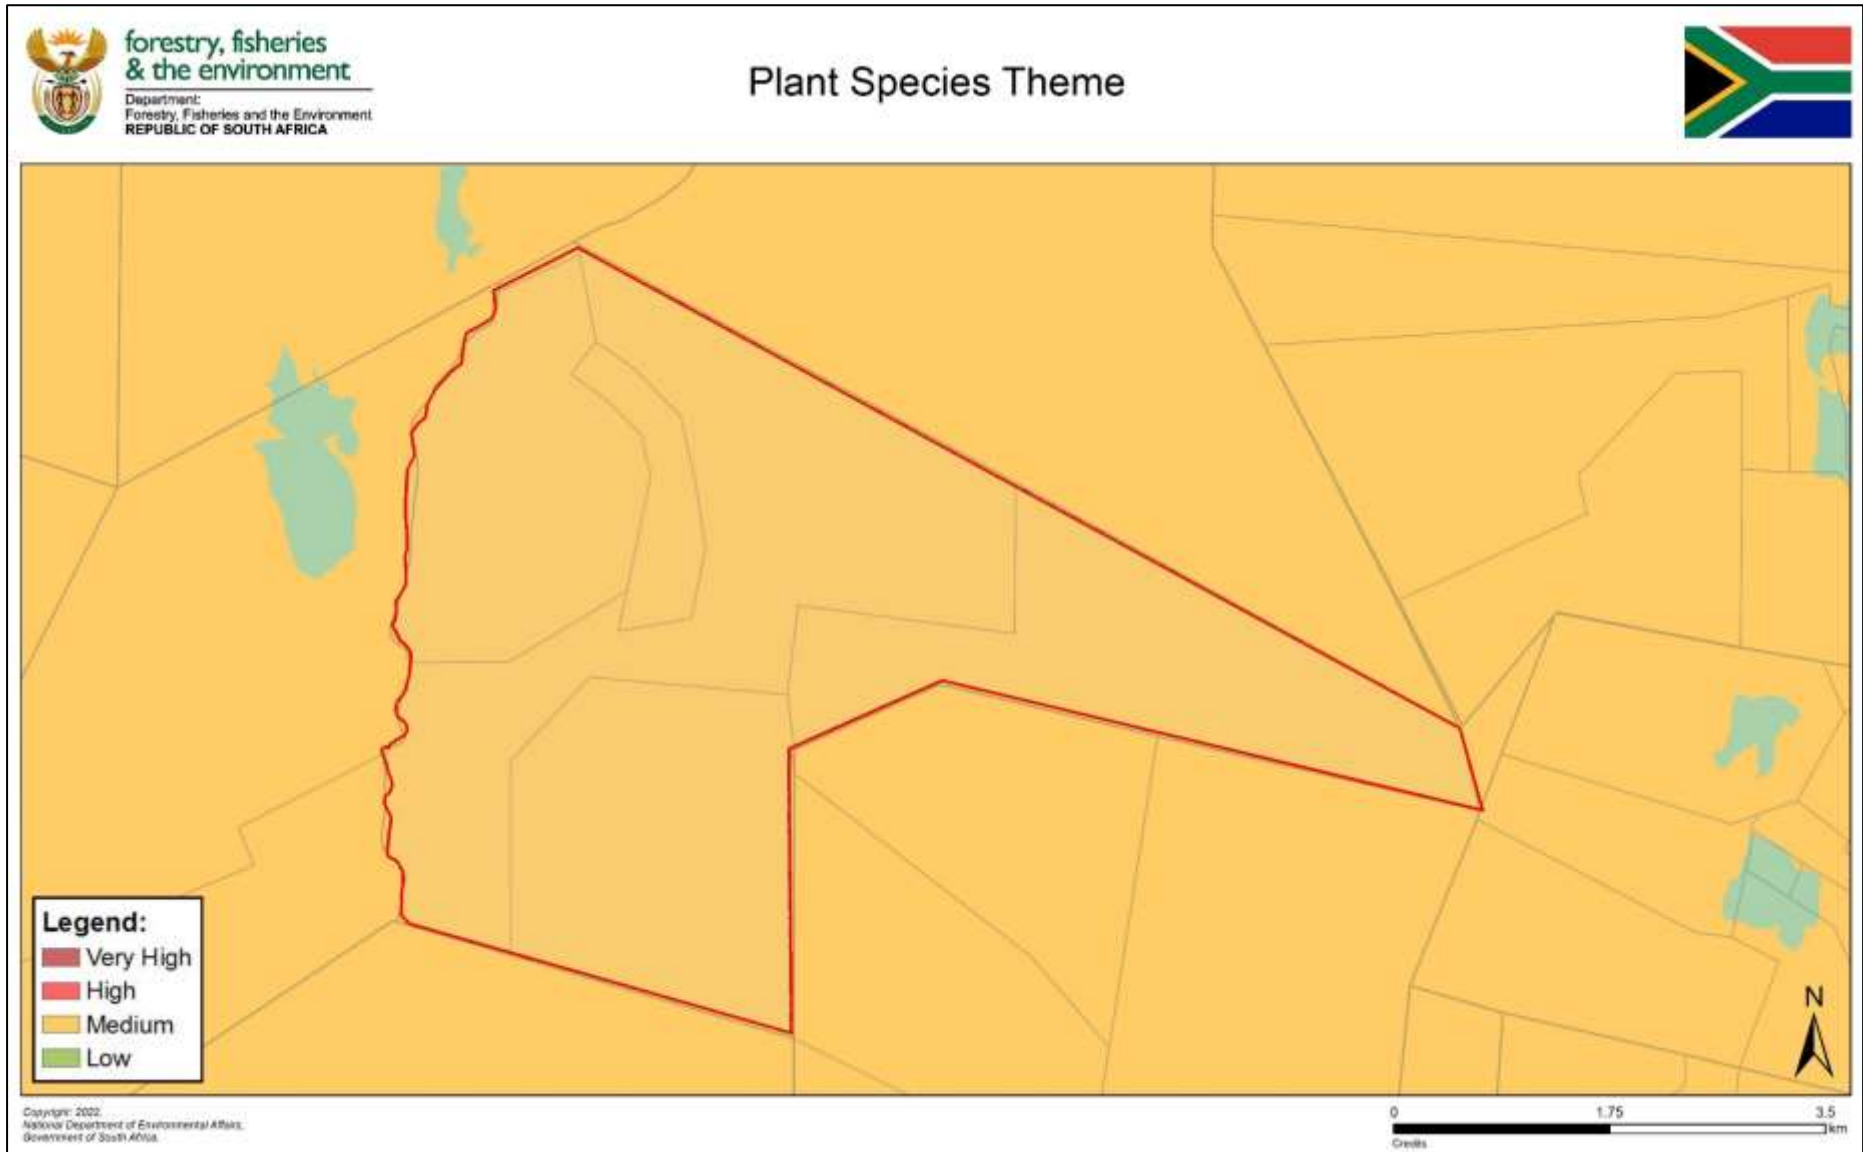 forestry, fisheries
& the environment
Department:
Forestry, Fisheries and the Environment
REPUBLIC OF SOUTH AFRICA
Plant Species Theme
Legend:
Very High
High
Medium
Low
N
Copyright: 2022.
National Department of Environmental Affairs,
Government of South Africa.
0 1.75 3.5
km
Credits